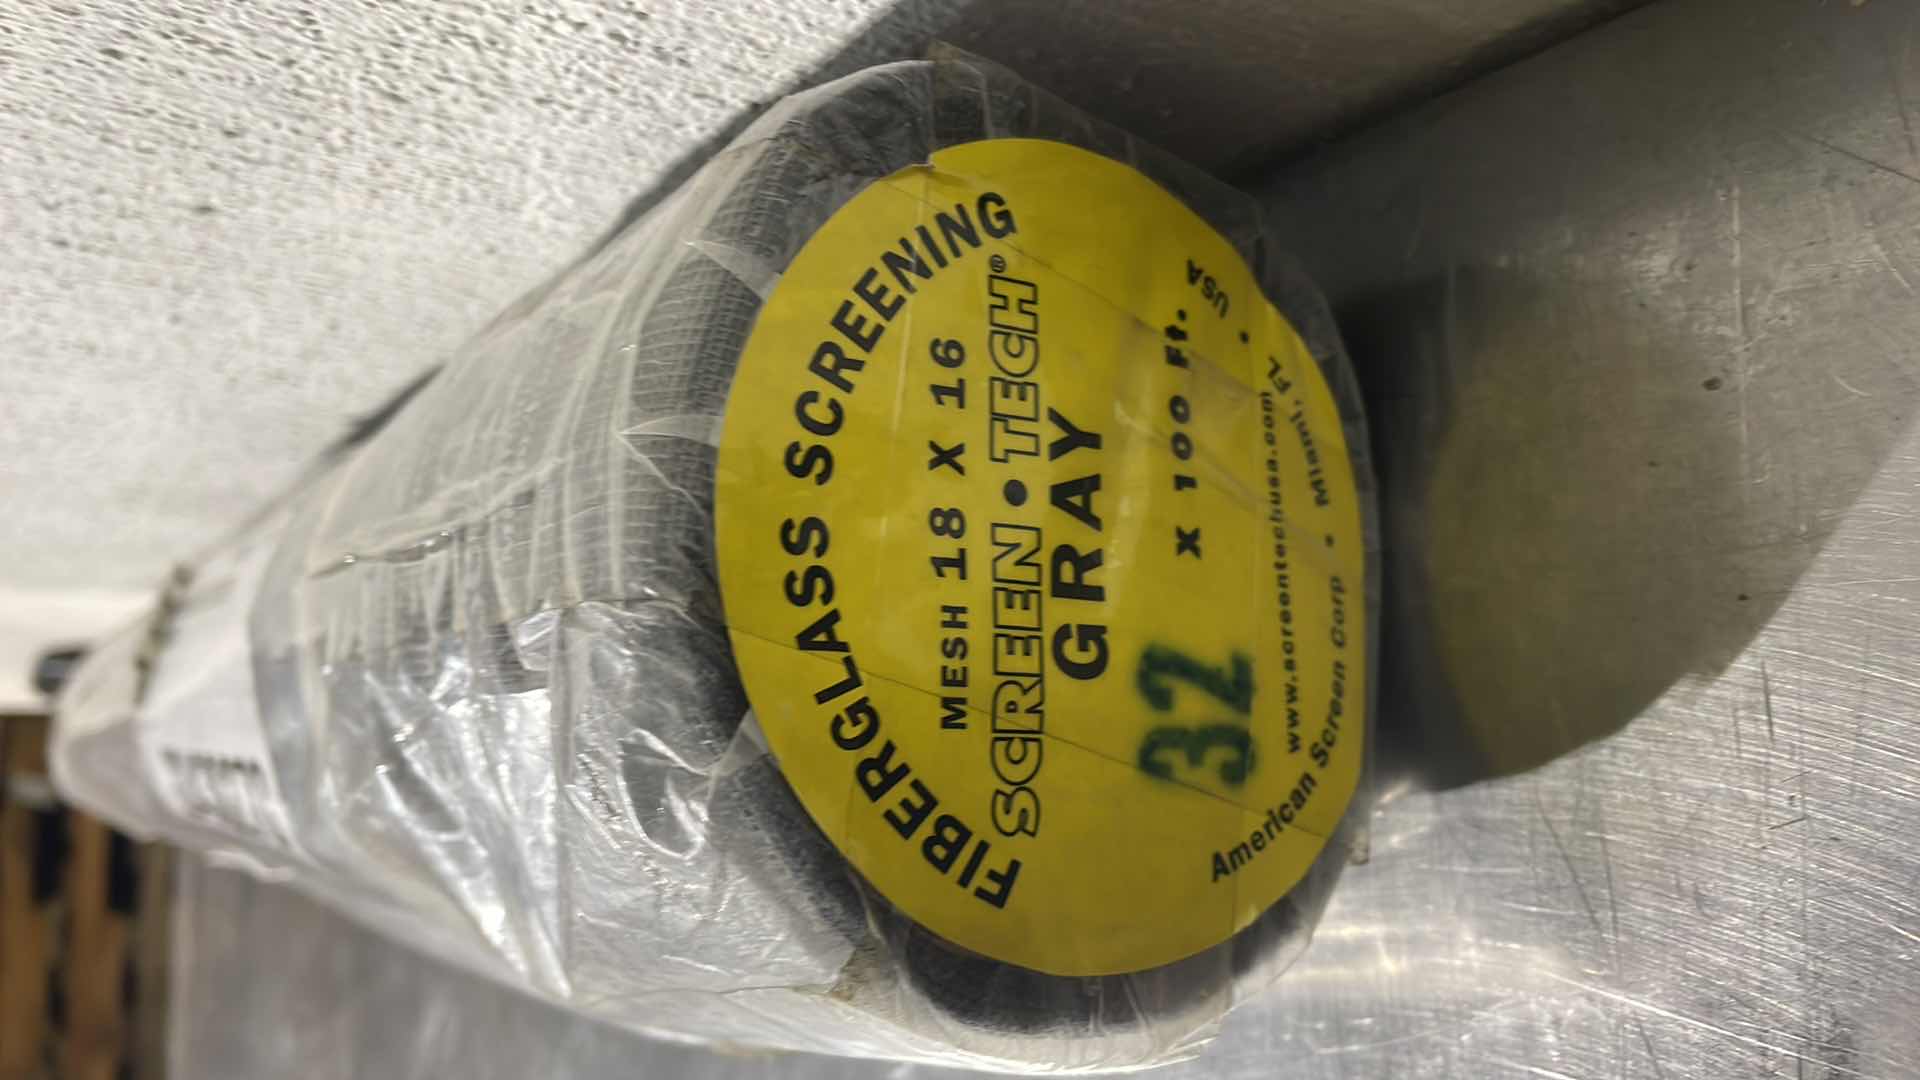 FIBERGLASS SCREENING
MESH 18 X 16
SCREEN•TECH®
GRAY
32 X 100 Ft.
www.screentechusa.com
American Screen Corp • Miami, FL • USA